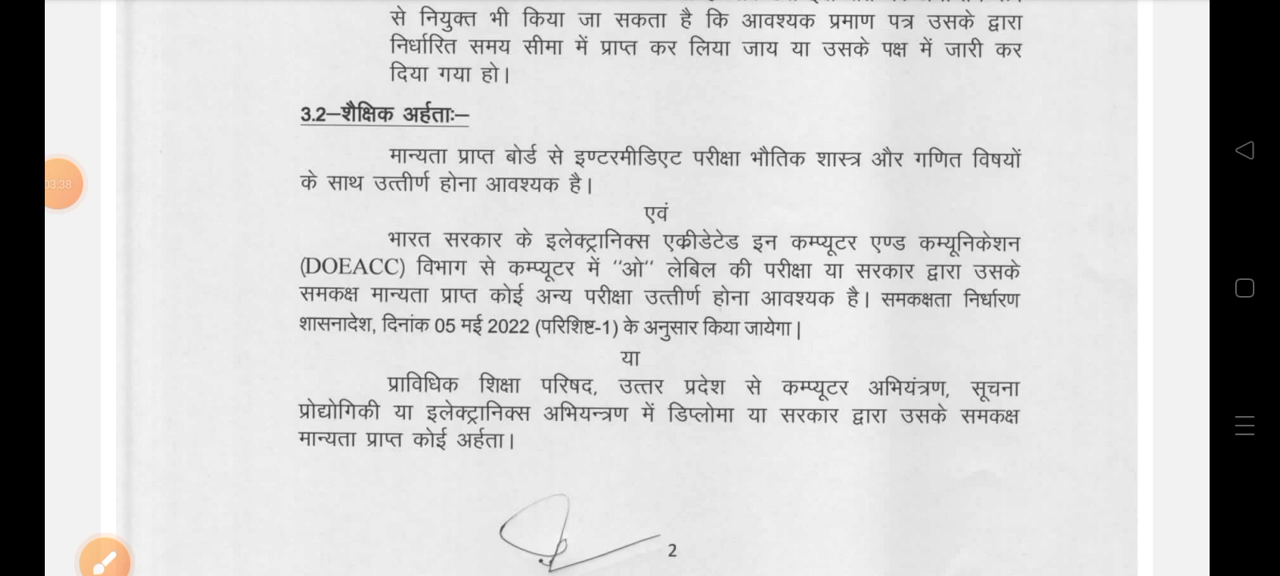 से नियुक्त भी किया जा सकता है कि आवश्यक प्रमाण पत्र उसके द्वारा
निर्धारित समय सीमा में प्राप्त कर लिया जाय या उसके पक्ष में जारी कर
दिया गया हो।
3.2–शैक्षिक अर्हताः–
मान्यता प्राप्त बोर्ड से इण्टरमीडिएट परीक्षा भौतिक शास्त्र और गणित विषयों
के साथ उत्तीर्ण होना आवश्यक है।
एवं
भारत सरकार के इलेक्ट्रानिक्स एक्रीडेटेड इन कम्प्यूटर एण्ड कम्यूनिकेशन
(DOEACC) विभाग से कम्प्यूटर में ''ओ'' लेबिल की परीक्षा या सरकार द्वारा उसके
समकक्ष मान्यता प्राप्त कोई अन्य परीक्षा उत्तीर्ण होना आवश्यक है। समकक्षता निर्धारण
शासनादेश, दिनांक 05 मई 2022 (परिशिष्ट-1) के अनुसार किया जायेगा।
या
प्राविधिक शिक्षा परिषद, उत्तर प्रदेश से कम्प्यूटर अभियंत्रण, सूचना
प्रोद्योगिकी या इलेक्ट्रानिक्स अभियन्त्रण में डिप्लोमा या सरकार द्वारा उसके समकक्ष
मान्यता प्राप्त कोई अर्हता।
2
03:38